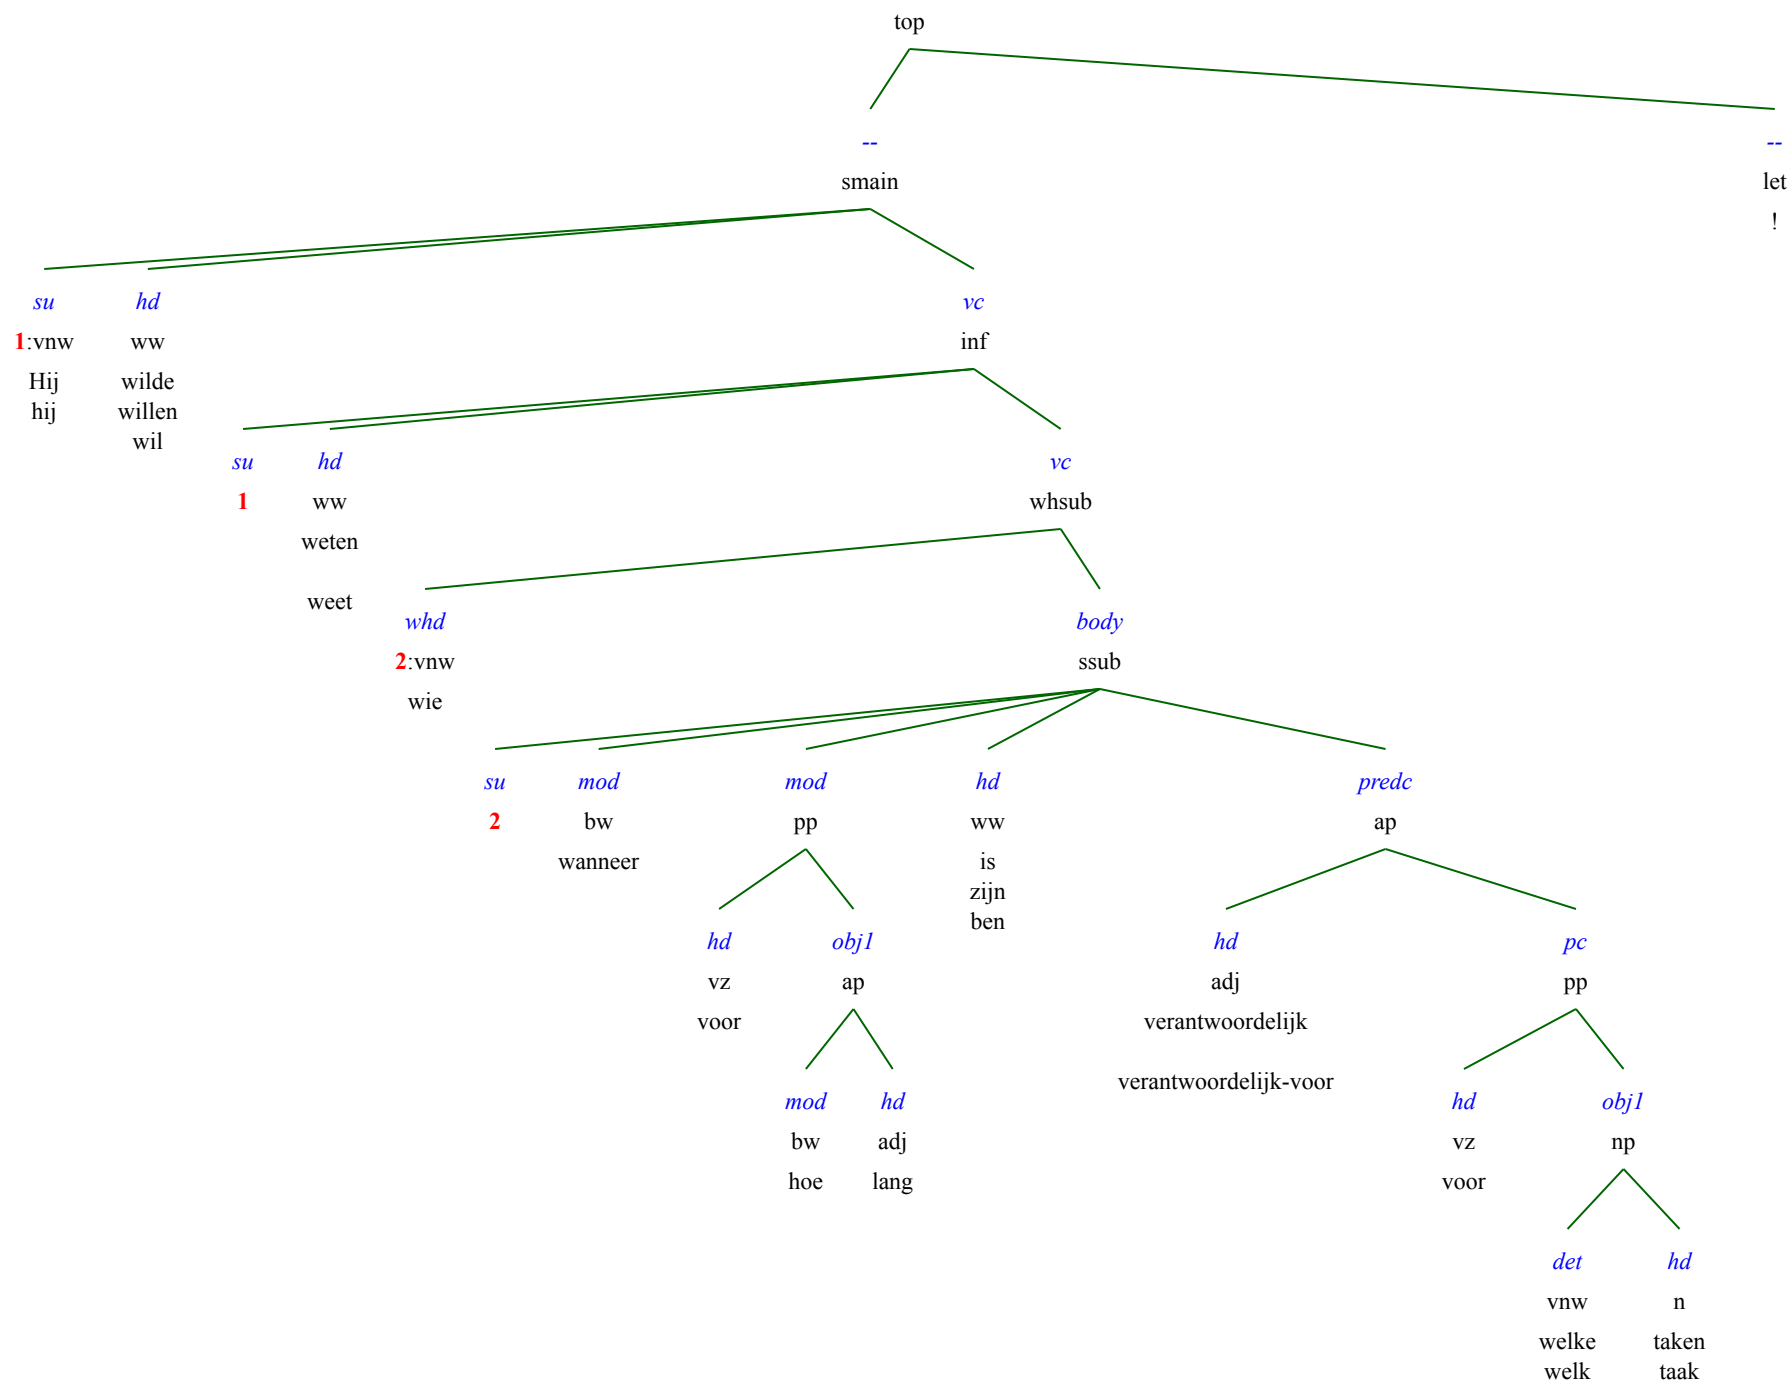 top
-- --
smain let
!
su hd vc
1:vnw ww inf
Hij wilde
hij willen
wil
su hd vc
1 ww whsub
weten
weet
whd body
2:vnw ssub
wie
su mod mod hd predc
2 bw pp ww ap
wanneer is
zijn
ben
hd obj1 hd pc
vz ap adj pp
voor verantwoordelijk
verantwoordelijk-voor
mod hd hd obj1
bw adj vz np
hoe lang voor
det hd
vnw n
welke taken
welk taak